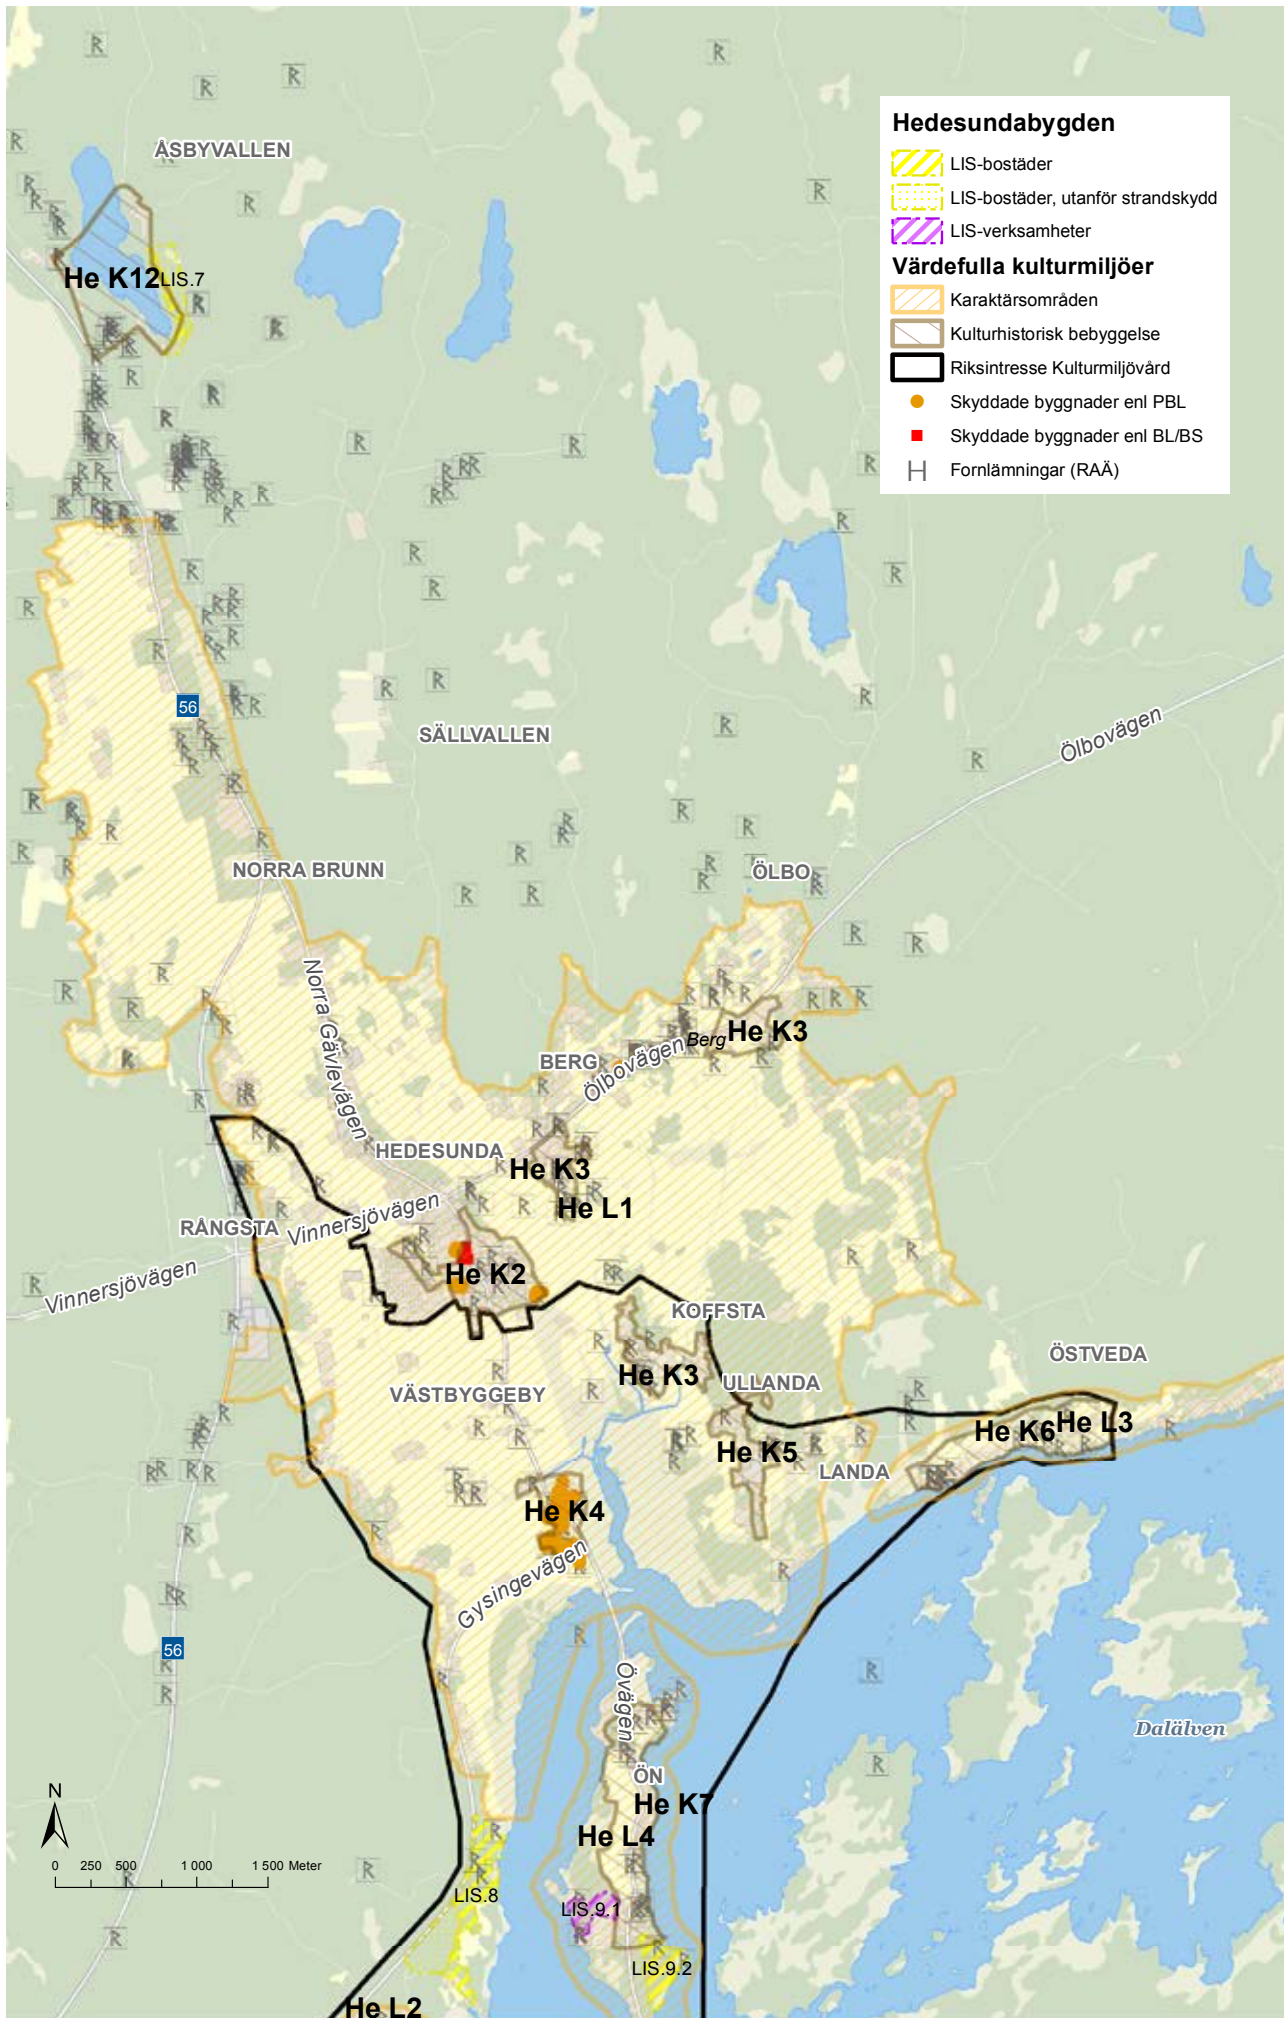 Hedesundabygden
LIS-bostäder
LIS-bostäder, utanför strandskydd
LIS-verksamheter
Värdefulla kulturmiljöer
Karaktärsområden
Kulturhistorisk bebyggelse
Riksintresse Kulturmiljövård
Skyddade byggnader enl PBL
Skyddade byggnader enl BL/BS
Fornlämningar (RAÄ)
ÅSBYVALLEN
He K12
LIS.7
56
SÄLLVALLEN
Ölbovägen
NORRA BRUNN
ÖLBO
Norra Gävlevägen
Berg
He K3
BERG
Ölbovägen
HEDESUNDA
He K3
He L1
RÅNGSTA
Vinnersjövägen
Vinnersjövägen
He K2
KOFFSTA
ÖSTVEDA
He K3
ULLANDA
VÄSTBYGGEBY
He K6
He L3
He K5
LANDA
He K4
Gysingevägen
56
Övägen
Dalälven
ÖN
He K7
He L4
N
0 250 500 1 000 1 500 Meter
LIS.8
LIS.9.1
LIS.9.2
He L2